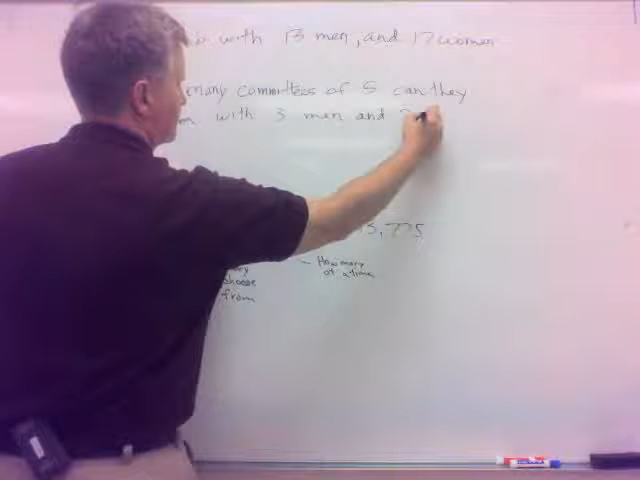 with 13 men, and 17 women
many committees of 5 can they
with 3 men and
5,775
How many
at a time
choose
from